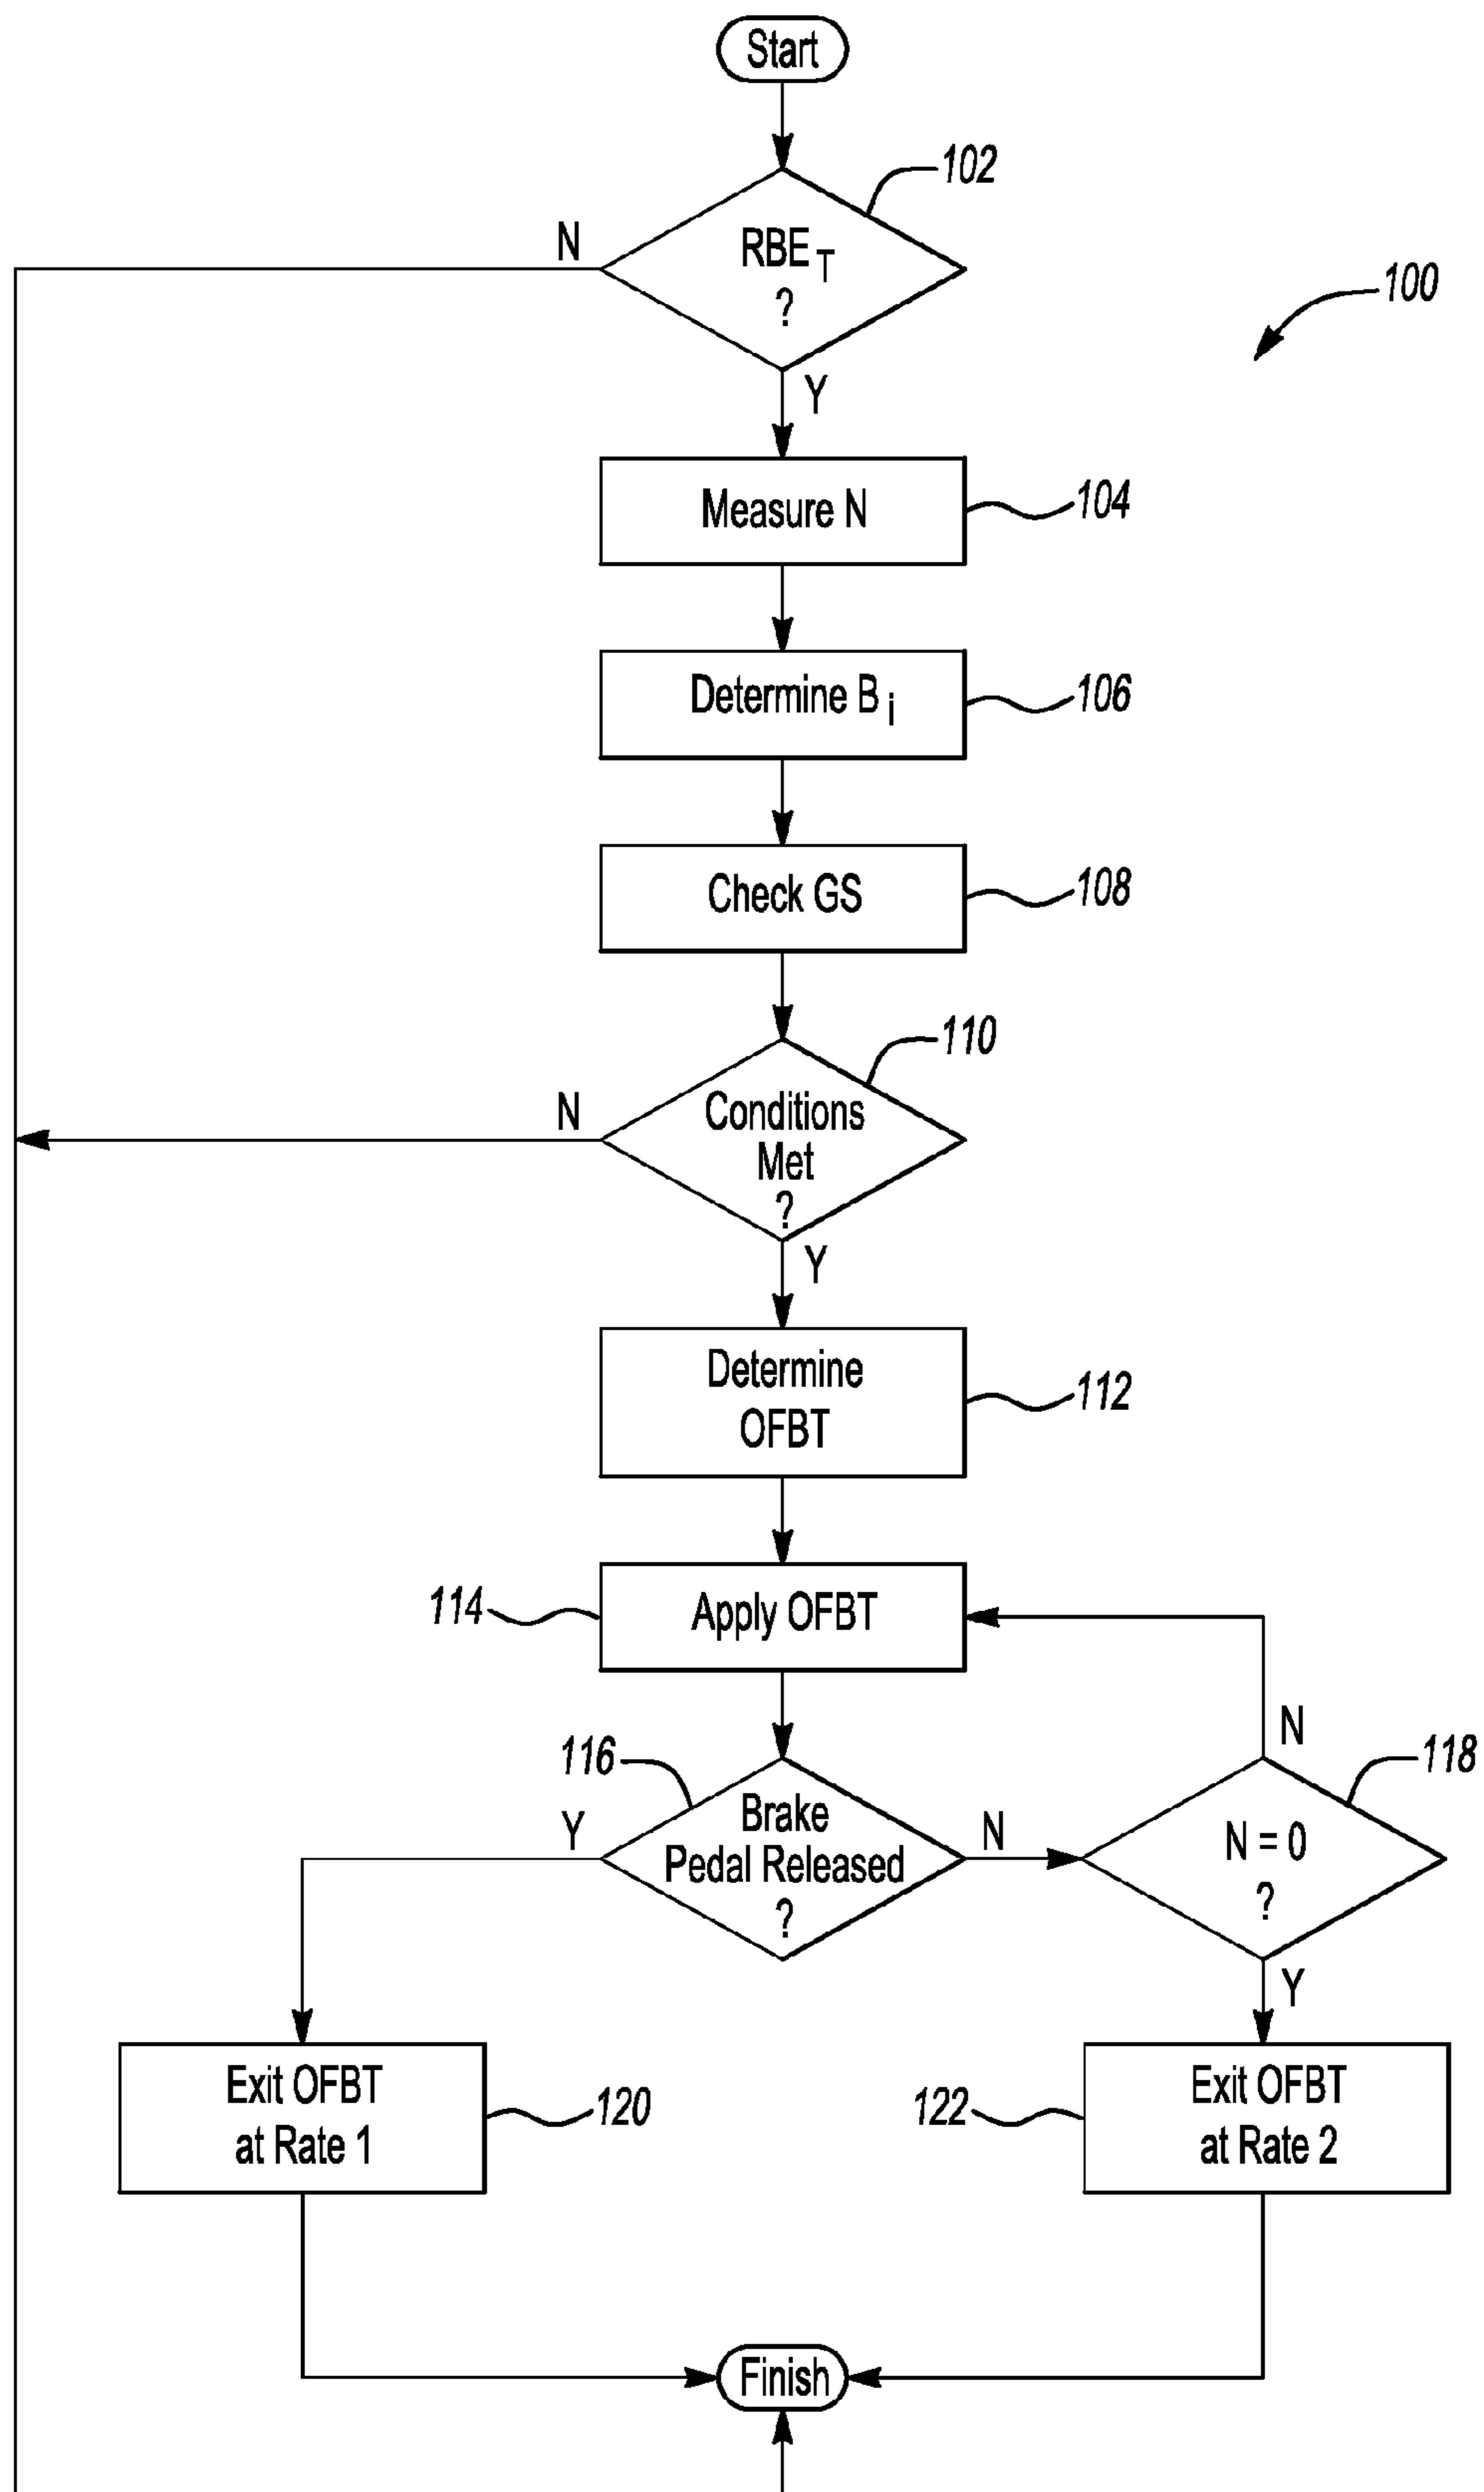 Start
102
N
RBE T
?
100
Y
Measure N
104
Determine B i
106
Check GS
108
110
N
Conditions
Met
?
Y
Determine
OFBT
112
114
Apply OFBT
N
116
118
Y
Brake
Pedal Released
?
N
N = 0
?
Y
Exit OFBT
at Rate 1
120
122
Exit OFBT
at Rate 2
Finish